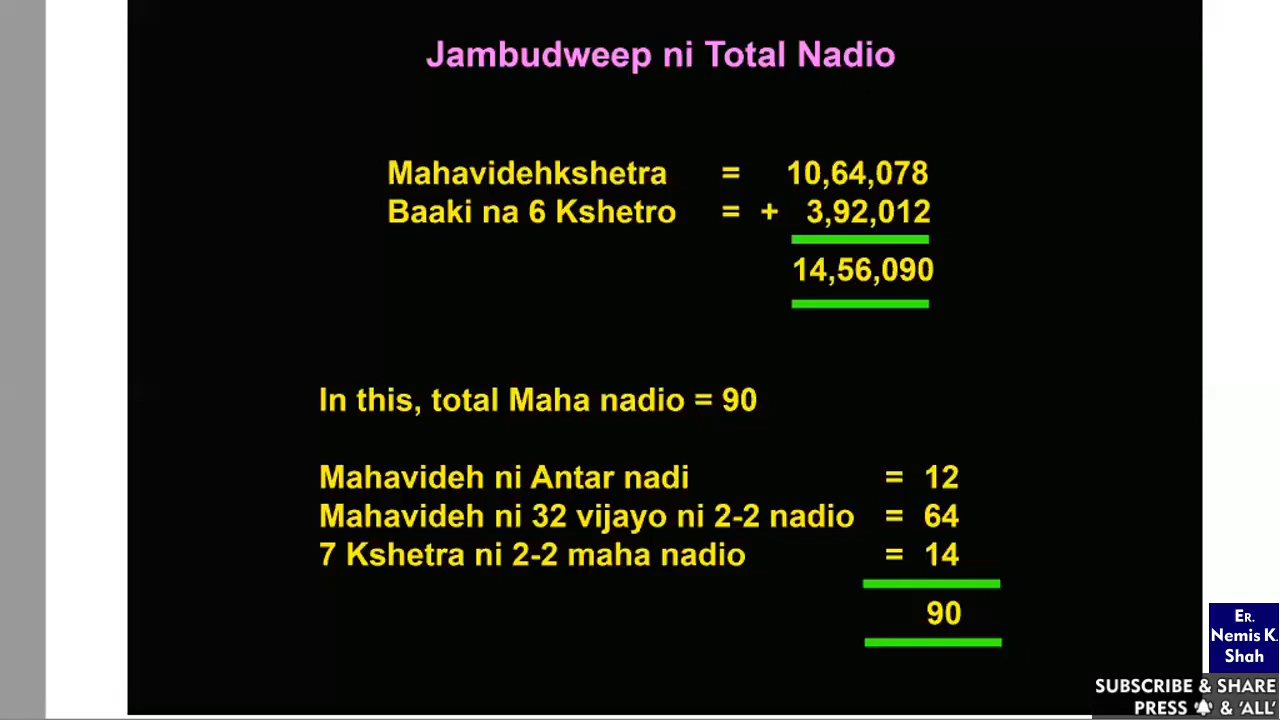 Jambudweep ni Total Nadio
Mahavidehkshetra = 10,64,078
Baaki na 6 Kshetro = + 3,92,012
14,56,090
In this, total Maha nadio = 90
Mahavideh ni Antar nadi = 12
Mahavideh ni 32 vijayo ni 2-2 nadio = 64
7 Kshetra ni 2-2 maha nadio = 14
90
Er.
Nemis K.
Shah
SUBSCRIBE & SHARE
PRESS 🔔 & 'ALL'